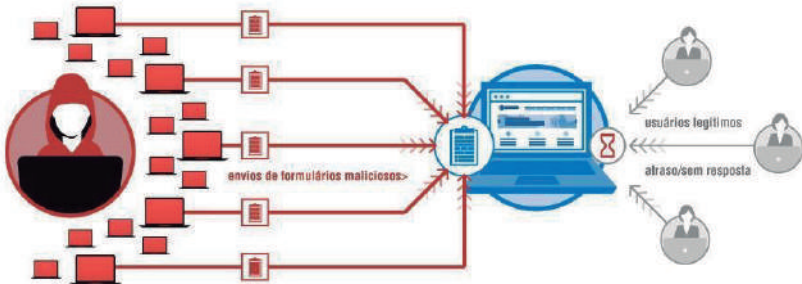 envios de formulários maliciosos>
usuários legítimos
atraso/sem resposta